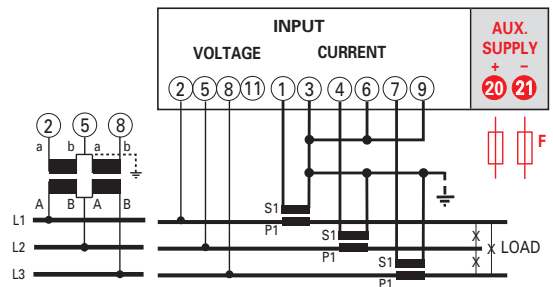 INPUT
AUX.
SUPPLY
VOLTAGE CURRENT
+ −
2 5 8 11 1 3 4 6 7 9 20 21
2 5 8
a b a b
F
A B A B
S1
L1
P1
S1
L2
LOAD
P1
S1
L3
P1
X
X X
X